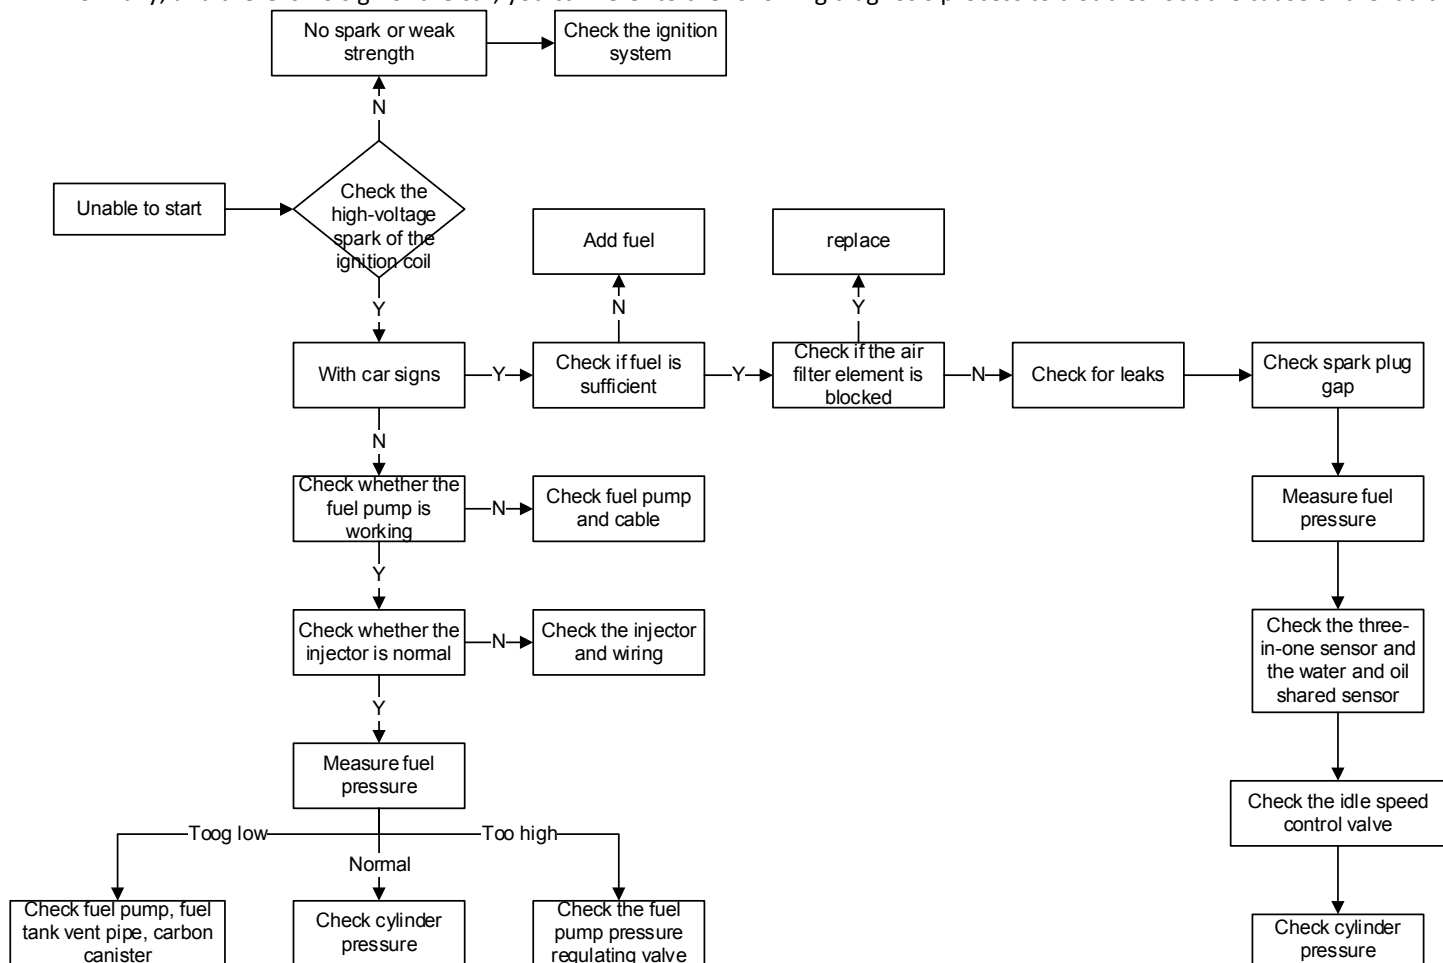 No spark or weak
strength
Check the ignition
system
N
Unable to start
Check the
high-voltage
spark of the
ignition coil
Add fuel
replace
Y
N
Y
With car signs
Y
Check if fuel is
sufficient
Y
Check if the air
filter element is
blocked
N
Check for leaks
Check spark plug
gap
N
Check whether the
fuel pump is
working
N
Check fuel pump
and cable
Measure fuel
pressure
Y
Check whether the
injector is normal
N
Check the injector
and wiring
Check the three-
in-one sensor and
the water and oil
shared sensor
Y
Measure fuel
pressure
Check the idle speed
control valve
Toog low
Too high
Normal
Check fuel pump, fuel
tank vent pipe, carbon
canister
Check cylinder
pressure
Check the fuel
pump pressure
regulating valve
Check cylinder
pressure